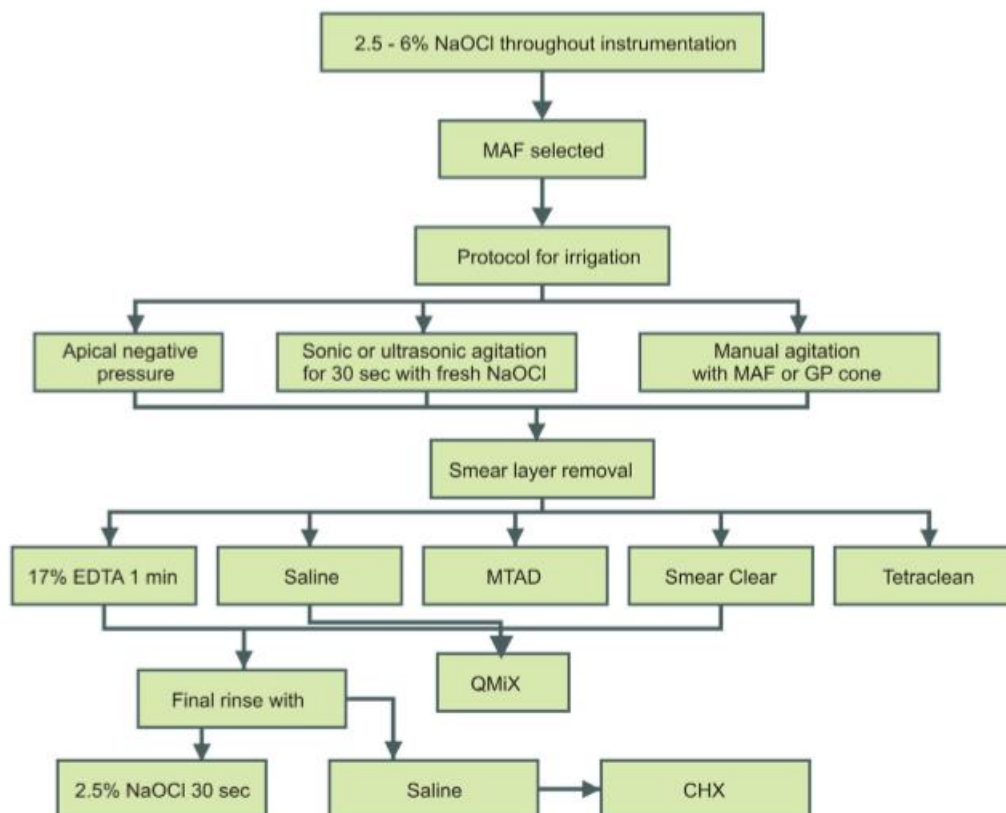 2.5 - 6% NaOCl throughout instrumentation
MAF selected
Protocol for irrigation
Apical negative
pressure
Sonic or ultrasonic agitation
for 30 sec with fresh NaOCl
Manual agitation
with MAF or GP cone
Smear layer removal
17% EDTA 1 min
Saline
MTAD
Smear Clear
Tetraclean
QMiX
Final rinse with
2.5% NaOCl 30 sec
Saline
CHX